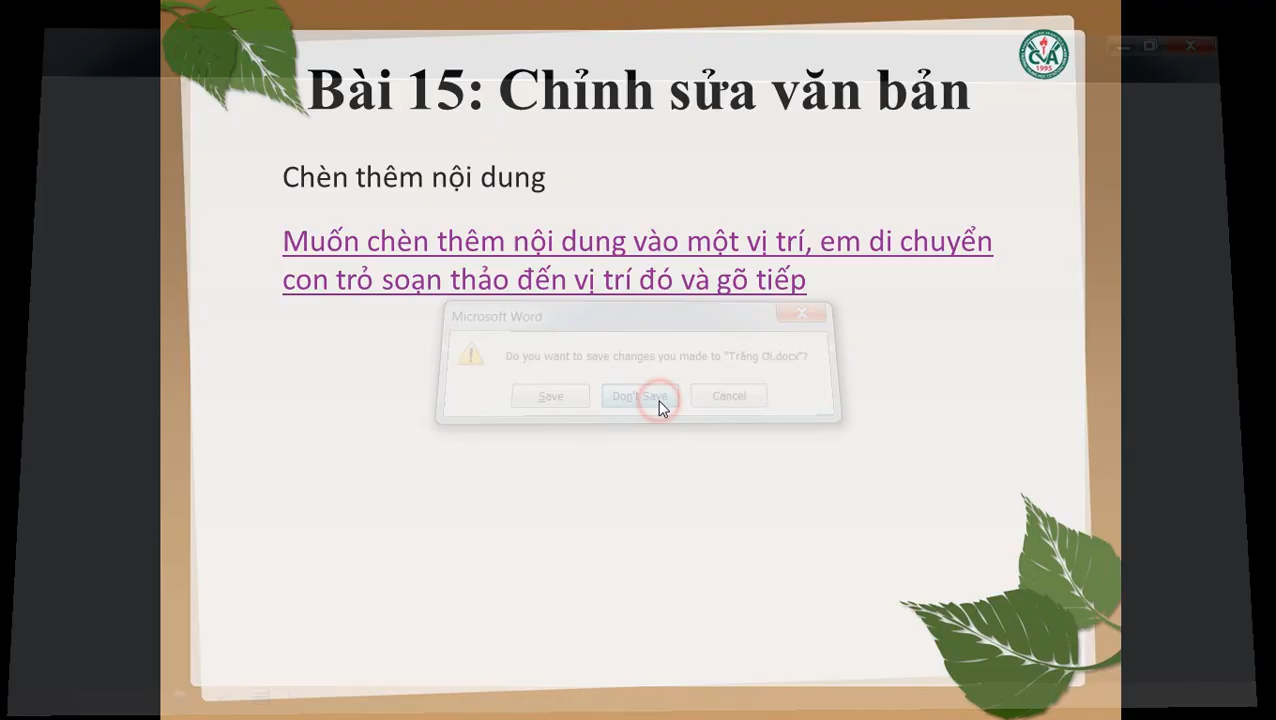 Bài 15: Chỉnh sửa văn bản
CVA
1995
Chèn thêm nội dung
Muốn chèn thêm nội dung vào một vị trí, em di chuyển
con trỏ soạn thảo đến vị trí đó và gõ tiếp
Microsoft Word
Do you want to save changes you made to "Trăng Ơi.docx"?
Save Don't Save Cancel